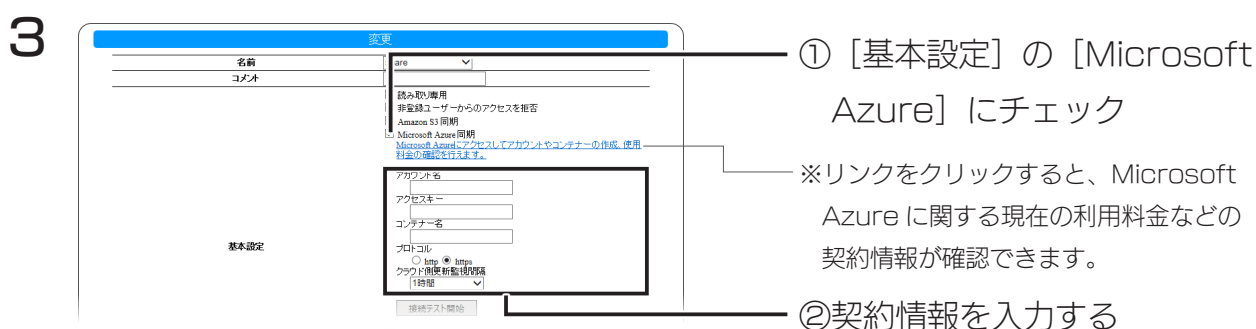 3
変更
名前
are
コメント
読み取り専用
非登録ユーザーからのアクセスを拒否
Amazon S3 同期
Microsoft Azure 同期
Microsoft Azureにアクセスしてアカウントやコンテナーの作成、使用
料金の確認を行えます。
基本設定
アカウント名
アクセスキー
コンテナー名
プロトコル
http https
クラウド側更新監視間隔
1時間
接続テスト開始
①［基本設定］の［Microsoft
Azure］にチェック
※リンクをクリックすると、Microsoft
Azure に関する現在の利用料金などの
契約情報が確認できます。
②契約情報を入力する